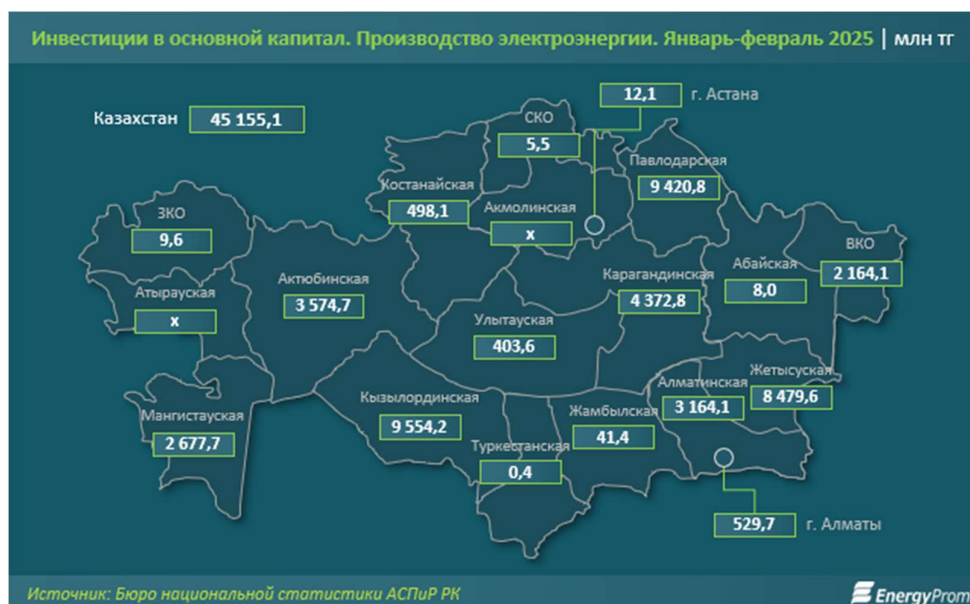 Инвестиции в основной капитал. Производство электроэнергии. Январь-февраль 2025 | млн тг
Казахстан 45 155,1
12,1 г. Астана
СКО
5,5
Павлодарская
9 420,8
Костанайская
498,1
Акмолинская
х
ЗКО
9,6
ВКО
2 164,1
Абайская
8,0
Карагандинская
4 372,8
Актюбинская
3 574,7
Атырауская
х
Улытауская
403,6
Жетысуская
8 479,6
Алматинская
3 164,1
Кызылординская
9 554,2
Жамбылская
41,4
Мангистауская
2 677,7
Туркестанская
0,4
529,7 г. Алматы
Источник: Бюро национальной статистики АСПиР РК
EnergyProm